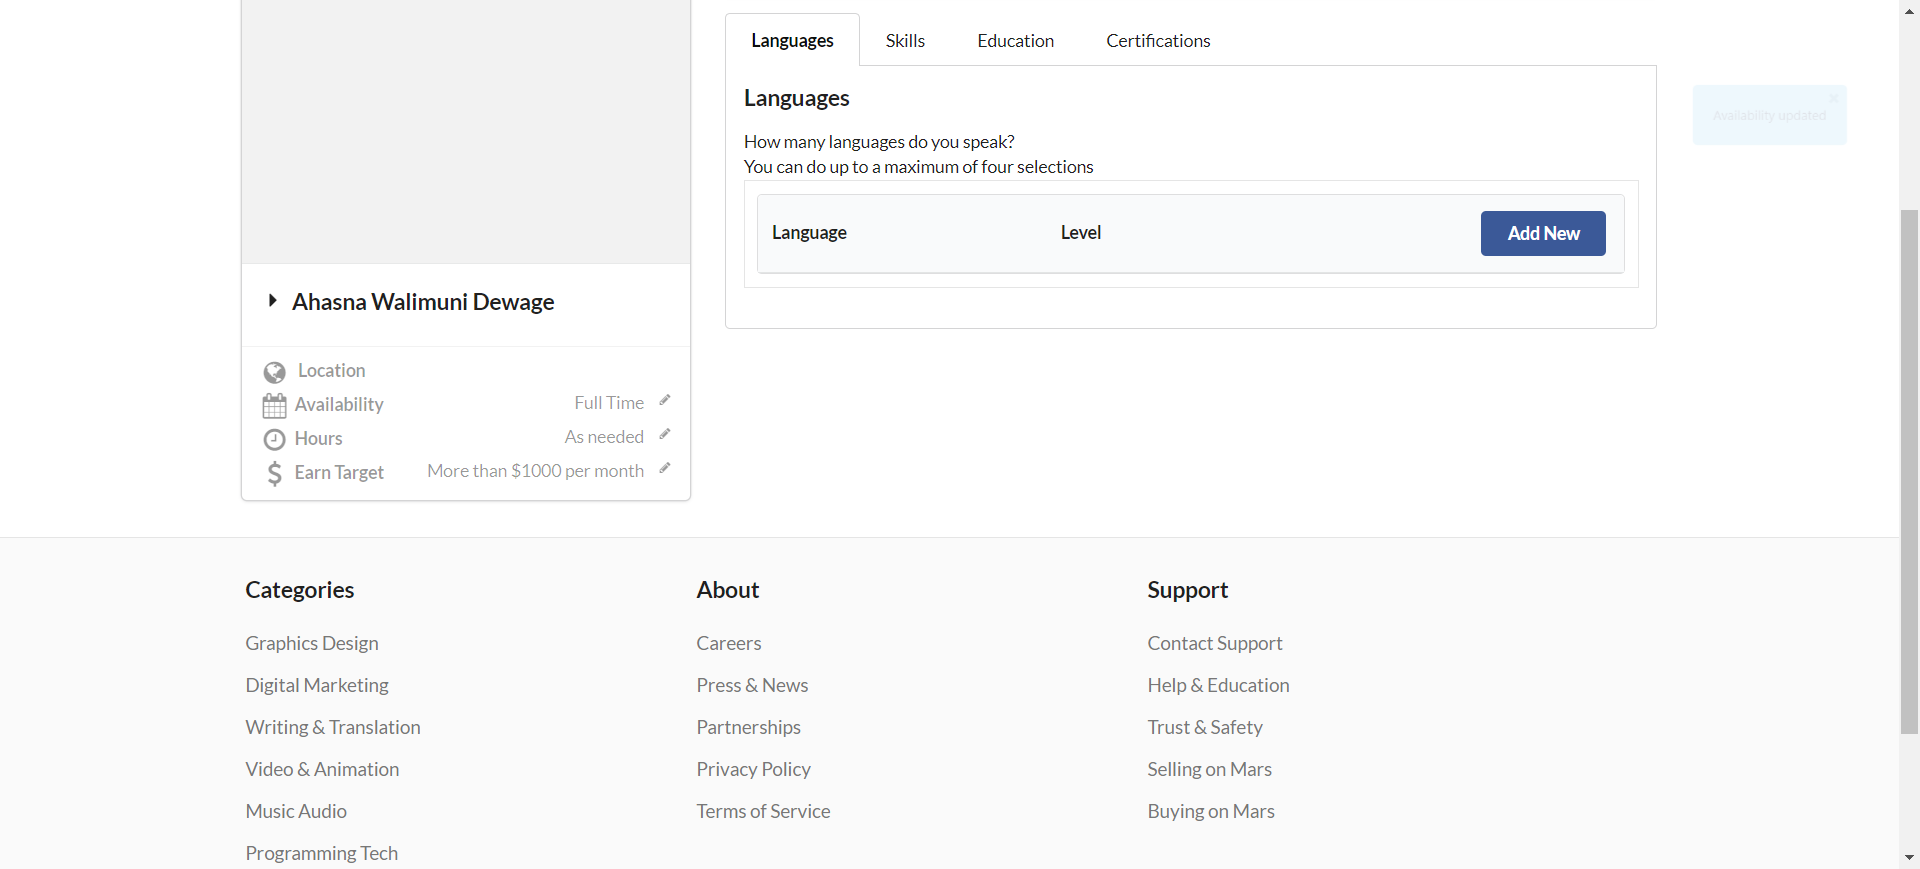 Languages
Skills
Education
Certifications
Languages
How many languages do you speak?
You can do up to a maximum of four selections
Language
Level
Add New
Availability updated
Ahasna Walimuni Dewage
Location
Availability
Full Time
Hours
As needed
Earn Target
More than $1000 per month
Categories
Graphics Design
Digital Marketing
Writing & Translation
Video & Animation
Music Audio
Programming Tech
About
Careers
Press & News
Partnerships
Privacy Policy
Terms of Service
Support
Contact Support
Help & Education
Trust & Safety
Selling on Mars
Buying on Mars